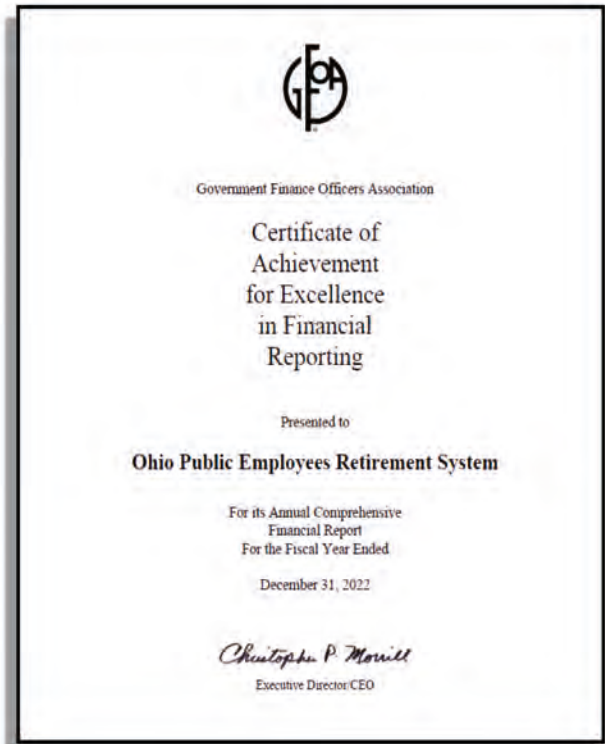 GFOA
Government Finance Officers Association
Certificate of
Achievement
for Excellence
in Financial
Reporting
Presented to
Ohio Public Employees Retirement System
For its Annual Comprehensive
Financial Report
For the Fiscal Year Ended
December 31, 2022
Christopher P. Morrill
Executive Director/CEO